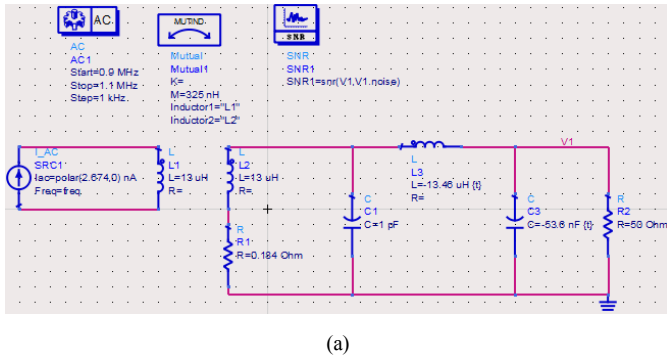 AC
AC
AC1
Start=0.9 MHz
Stop=1.1 MHz
Step=1 kHz
MUTIND
Mutual
Mutual1
K=
M=325 nH
Inductor1="L1"
Inductor2="L2"
SNR
SNR
SNR1
SNR1=snr(V1,V1.noise)
I_AC
SRC1
Iac=polar(2.674,0) nA
Freq=freq
L
L1
L=13 uH
R=
L
L2
L=13 uH
R=
R
R1
R=0.184 Ohm
C
C1
C=1 pF
L
L3
L=-13.46 uH {t}
R=
V1
C
C3
C=-53.6 nF {t}
R
R2
R=50 Ohm
(a)